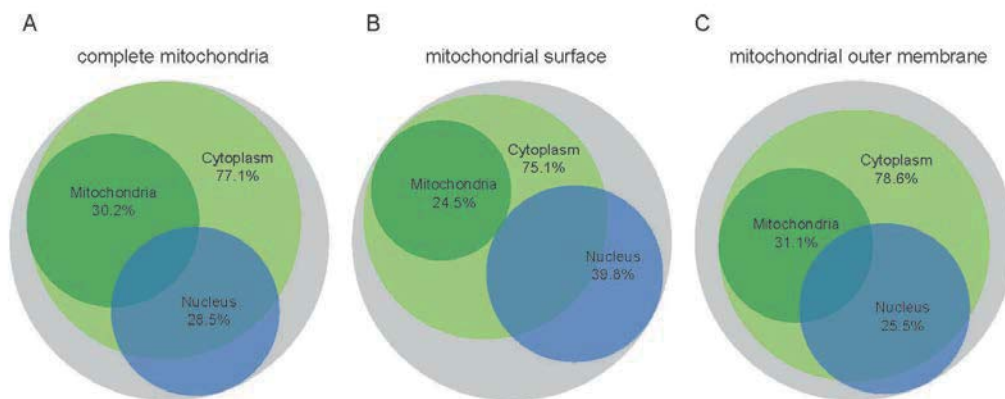 A
complete mitochondria
Cytoplasm
77.1%
Mitochondria
30.2%
Nucleus
28.5%
B
mitochondrial surface
Cytoplasm
75.1%
Mitochondria
24.5%
Nucleus
39.8%
C
mitochondrial outer membrane
Cytoplasm
78.6%
Mitochondria
31.1%
Nucleus
25.5%